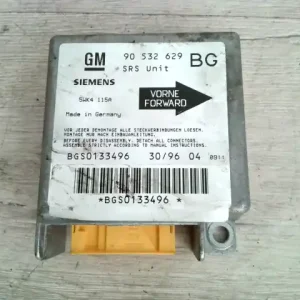 GM 90 532 629 BG
SIEMENS SRS Unit
5WK4 115A
VORNE
FORWARD
Made in Germany
VOR JEDER DEMONTAGE ALLE STECKVERBINDUNGEN LOESEN.
MONTAGE NUR NACH EINBAUANLEITUNG.
BEFORE EVERY DISASSEMBLY, DETACH ALL CONNECTORS.
ASSEMBLE STRICTLY ACCORDING TO MANUAL INSTRUCTIONS
BGS0133496 30/96 04
*BGS0133496 *